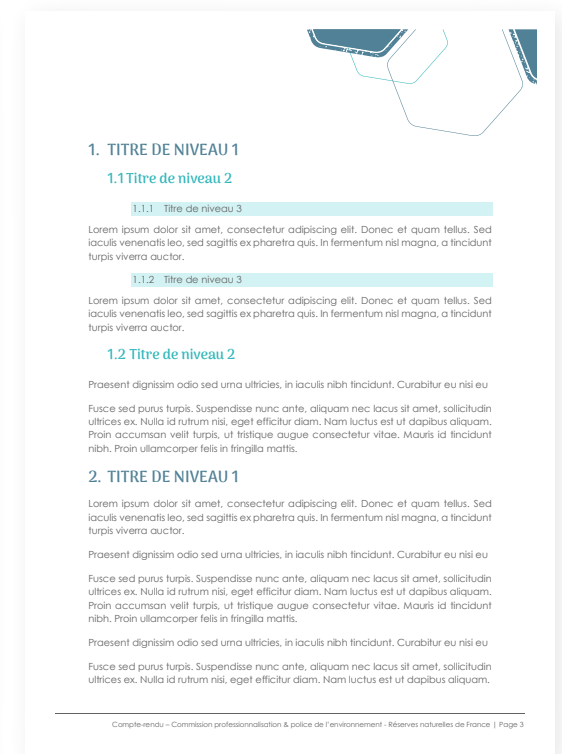 1. TITRE DE NIVEAU 1
1.1 Titre de niveau 2
1.1.1 Titre de niveau 3
Lorem ipsum dolor sit amet, consectetur adipiscing elit. Donec et quam tellus. Sed
iaculis venenatis leo, sed sagittis ex pharetra quis. In fermentum nisl magna, a tincidunt
turpis viverra auctor.
1.1.2 Titre de niveau 3
Lorem ipsum dolor sit amet, consectetur adipiscing elit. Donec et quam tellus. Sed
iaculis venenatis leo, sed sagittis ex pharetra quis. In fermentum nisl magna, a tincidunt
turpis viverra auctor.
1.2 Titre de niveau 2
Praesent dignissim odio sed urna ultricies, in iaculis nibh tincidunt. Curabitur eu nisi eu
Fusce sed purus turpis. Suspendisse nunc ante, aliquam nec lacus sit amet, sollicitudin
ultrices ex. Nulla id rutrum nisi, eget efficitur diam. Nam luctus est ut dapibus aliquam.
Proin accumsan velit turpis, ut tristique augue consectetur vitae. Mauris id tincidunt
nibh. Proin ullamcorper felis in fringilla mattis.
2. TITRE DE NIVEAU 1
Lorem ipsum dolor sit amet, consectetur adipiscing elit. Donec et quam tellus. Sed
iaculis venenatis leo, sed sagittis ex pharetra quis. In fermentum nisl magna, a tincidunt
turpis viverra auctor.
Praesent dignissim odio sed urna ultricies, in iaculis nibh tincidunt. Curabitur eu nisi eu
Fusce sed purus turpis. Suspendisse nunc ante, aliquam nec lacus sit amet, sollicitudin
ultrices ex. Nulla id rutrum nisi, eget efficitur diam. Nam luctus est ut dapibus aliquam.
Proin accumsan velit turpis, ut tristique augue consectetur vitae. Mauris id tincidunt
nibh. Proin ullamcorper felis in fringilla mattis.
Praesent dignissim odio sed urna ultricies, in iaculis nibh tincidunt. Curabitur eu nisi eu
Fusce sed purus turpis. Suspendisse nunc ante, aliquam nec lacus sit amet, sollicitudin
ultrices ex. Nulla id rutrum nisi, eget efficitur diam. Nam luctus est ut dapibus aliquam.
Compte-rendu – Commission professionnalisation & police de l'environnement - Réserves naturelles de France | Page 3